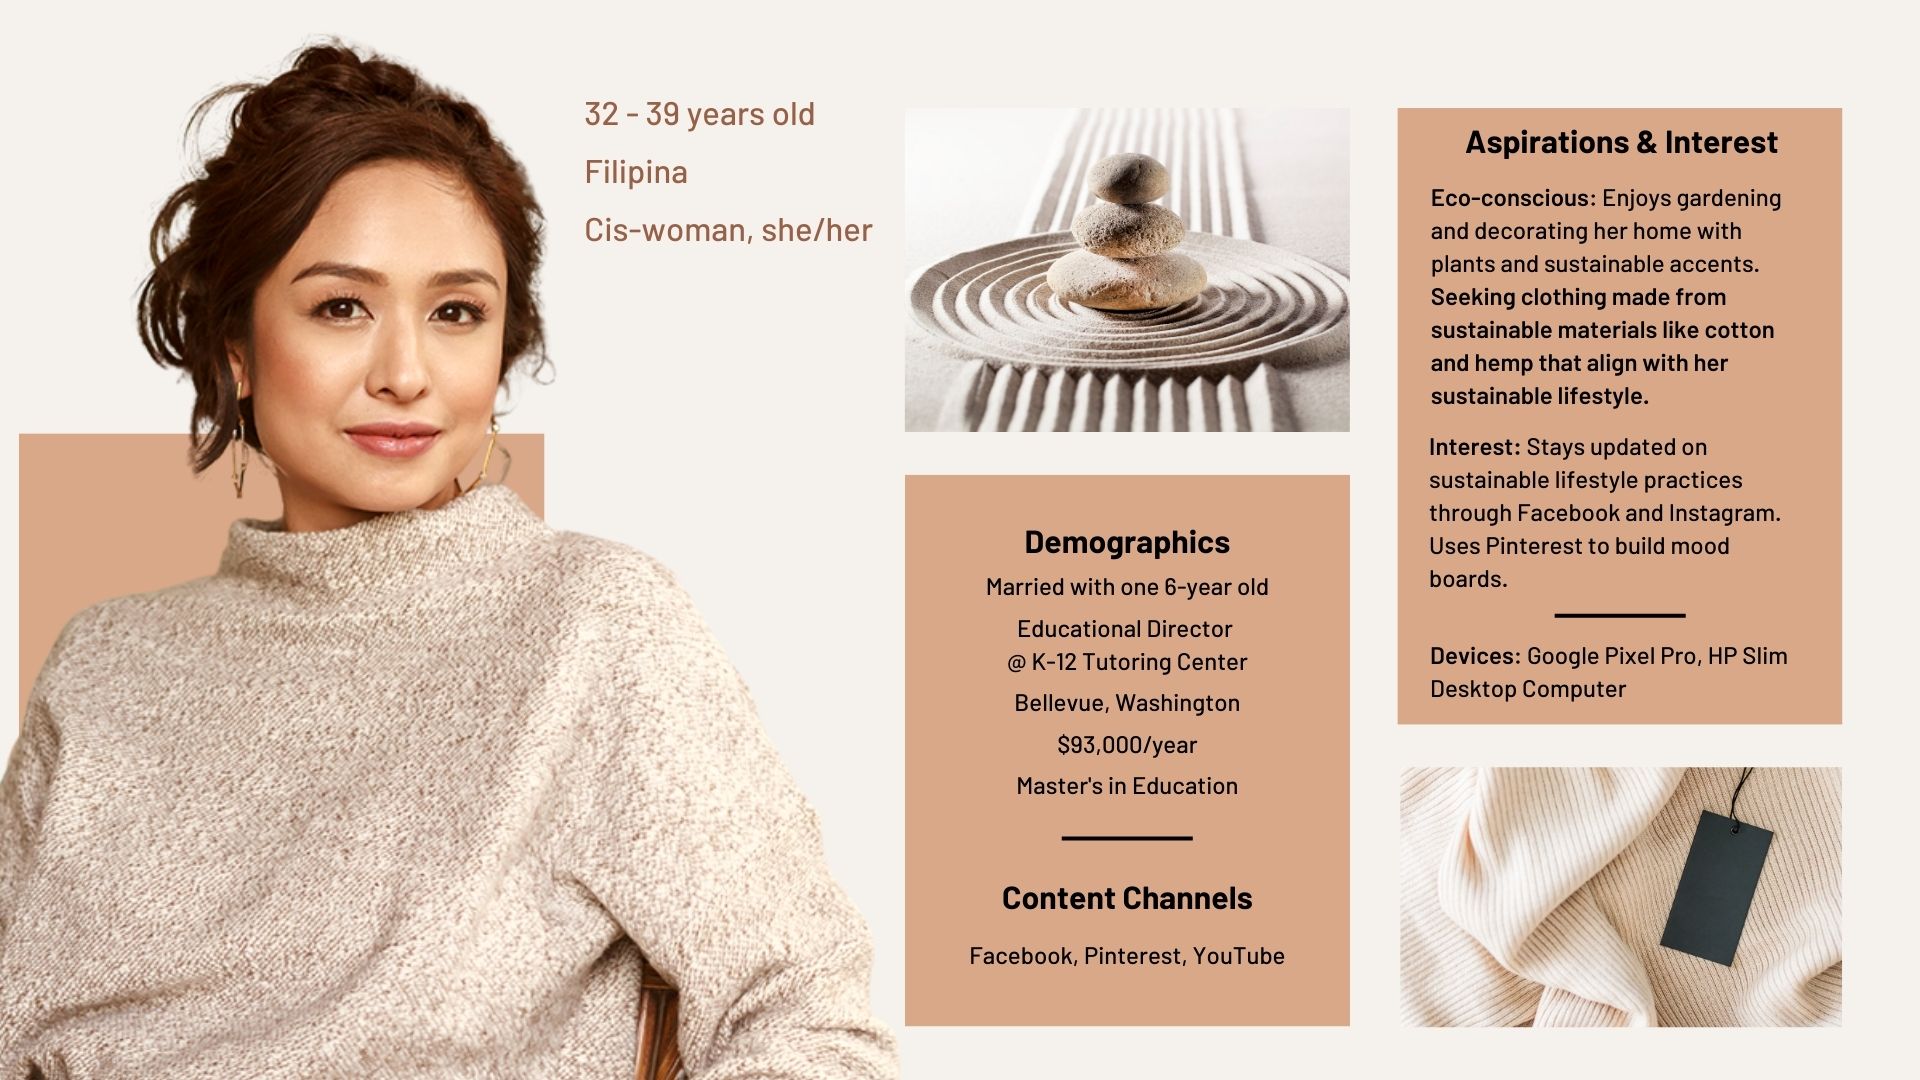 32 - 39 years old
Filipina
Cis-woman, she/her
Demographics
Married with one 6-year old
Educational Director
@ K-12 Tutoring Center
Bellevue, Washington
$93,000/year
Master's in Education
Content Channels
Facebook, Pinterest, YouTube
Aspirations & Interest
Eco-conscious: Enjoys gardening
and decorating her home with
plants and sustainable accents.
Seeking clothing made from
sustainable materials like cotton
and hemp that align with her
sustainable lifestyle.
Interest: Stays updated on
sustainable lifestyle practices
through Facebook and Instagram.
Uses Pinterest to build mood
boards.
Devices: Google Pixel Pro, HP Slim
Desktop Computer